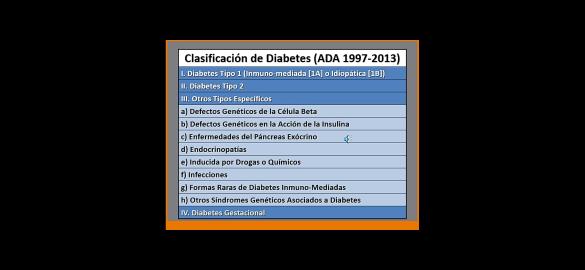 Clasificación de Diabetes (ADA 1997-2013)
I. Diabetes Tipo 1 (Inmuno-mediada [1A] o Idiopática [1B])
II. Diabetes Tipo 2
III. Otros Tipos Específicos
a) Defectos Genéticos de la Célula Beta
b) Defectos Genéticos en la Acción de la Insulina
c) Enfermedades del Páncreas Exócrino
d) Endocrinopatías
e) Inducida por Drogas o Químicos
f) Infecciones
g) Formas Raras de Diabetes Inmuno-Mediadas
h) Otros Síndromes Genéticos Asociados a Diabetes
IV. Diabetes Gestacional